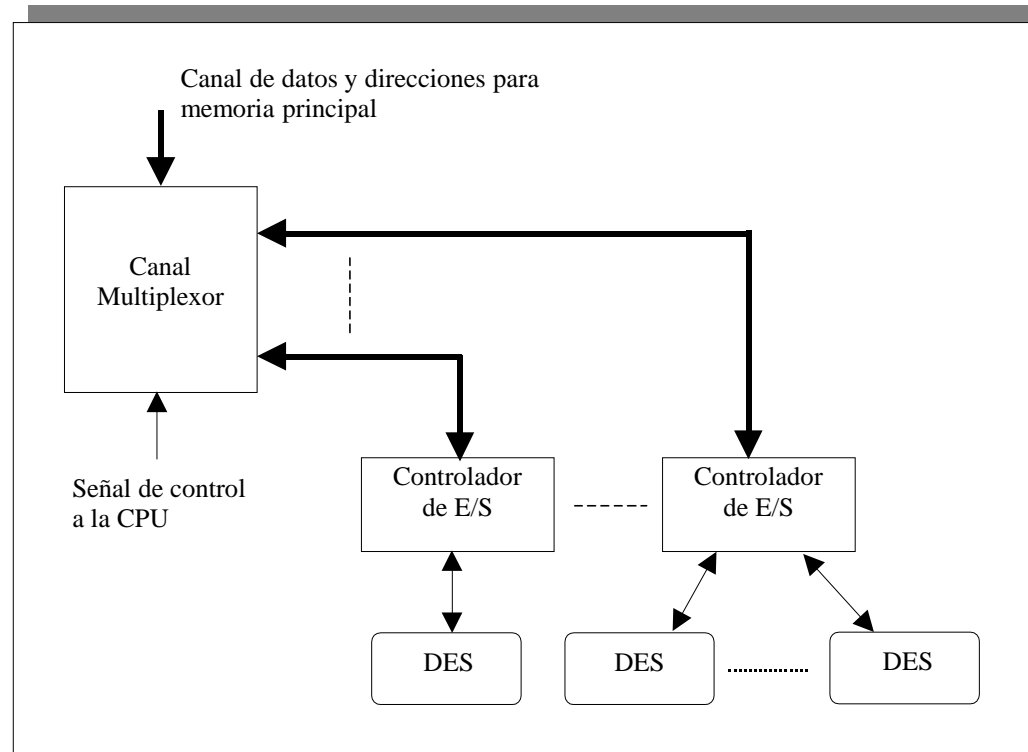 Canal de datos y direcciones para
memoria principal
Canal
Multiplexor
Señal de control
a la CPU
Controlador
de E/S
Controlador
de E/S
DES
DES
DES